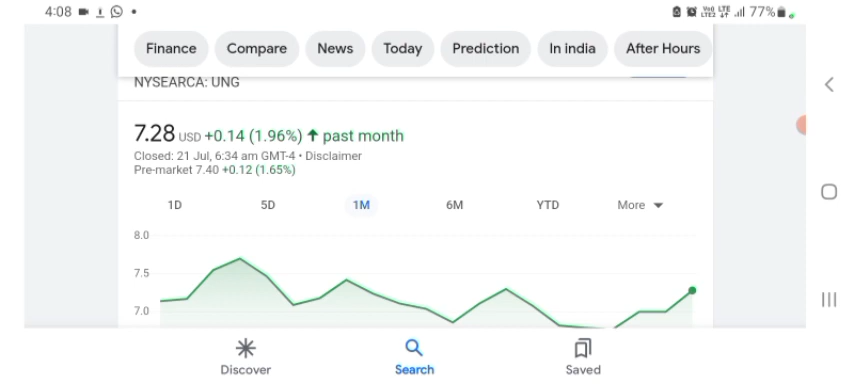 4:08
77%
Finance Compare News Today Prediction In india After Hours
NYSEARCA: UNG
7.28 USD +0.14 (1.96%) ↑ past month
Closed: 21 Jul, 6:34 am GMT-4 • Disclaimer
Pre-market 7.40 +0.12 (1.65%)
1D 5D 1M 6M YTD More
8.0
7.5
7.0
Discover Search Saved